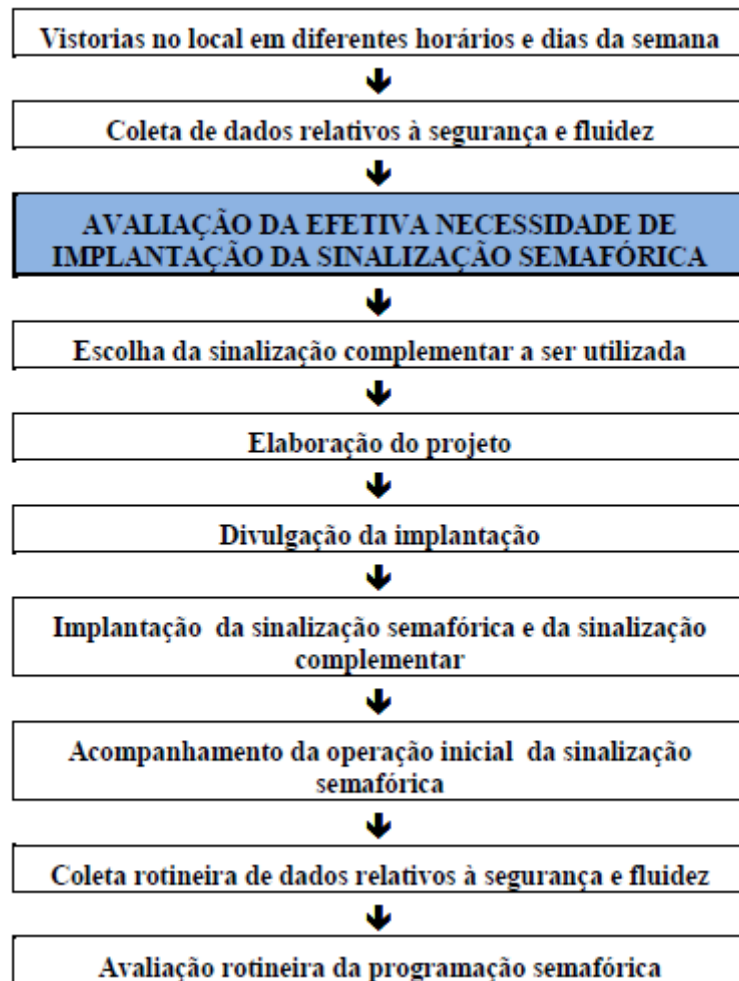 Vistorias no local em diferentes horários e dias da semana
Coleta de dados relativos à segurança e fluidez
AVALIAÇÃO DA EFETIVA NECESSIDADE DE
IMPLANTAÇÃO DA SINALIZAÇÃO SEMAFÓRICA
Escolha da sinalização complementar a ser utilizada
Elaboração do projeto
Divulgação da implantação
Implantação da sinalização semafórica e da sinalização
complementar
Acompanhamento da operação inicial da sinalização
semafórica
Coleta rotineira de dados relativos à segurança e fluidez
Avaliação rotineira da programação semafórica